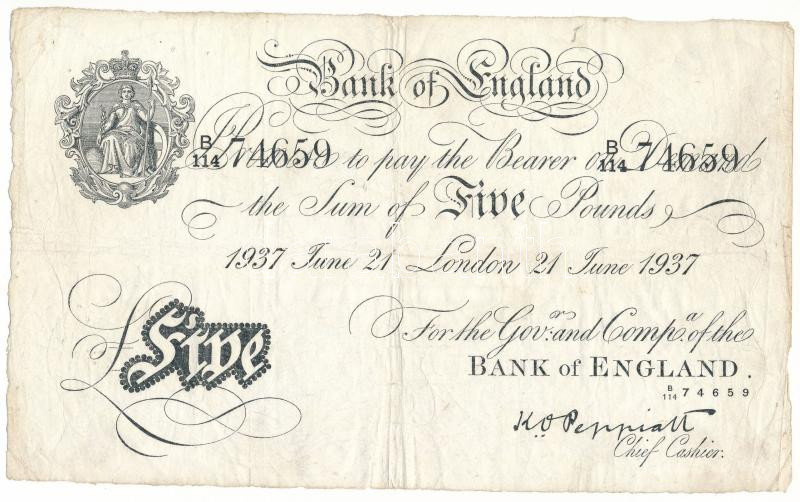 Bank of England
B/114 74659 B/114 74659
I Promise to pay the Bearer on Demand
the Sum of Five Pounds
1937 June 21 London 21 June 1937
For the Govr. and Compa. of the
BANK of ENGLAND.
B/114 74659
£ Five
K.O. Peppiatt
Chief Cashier.